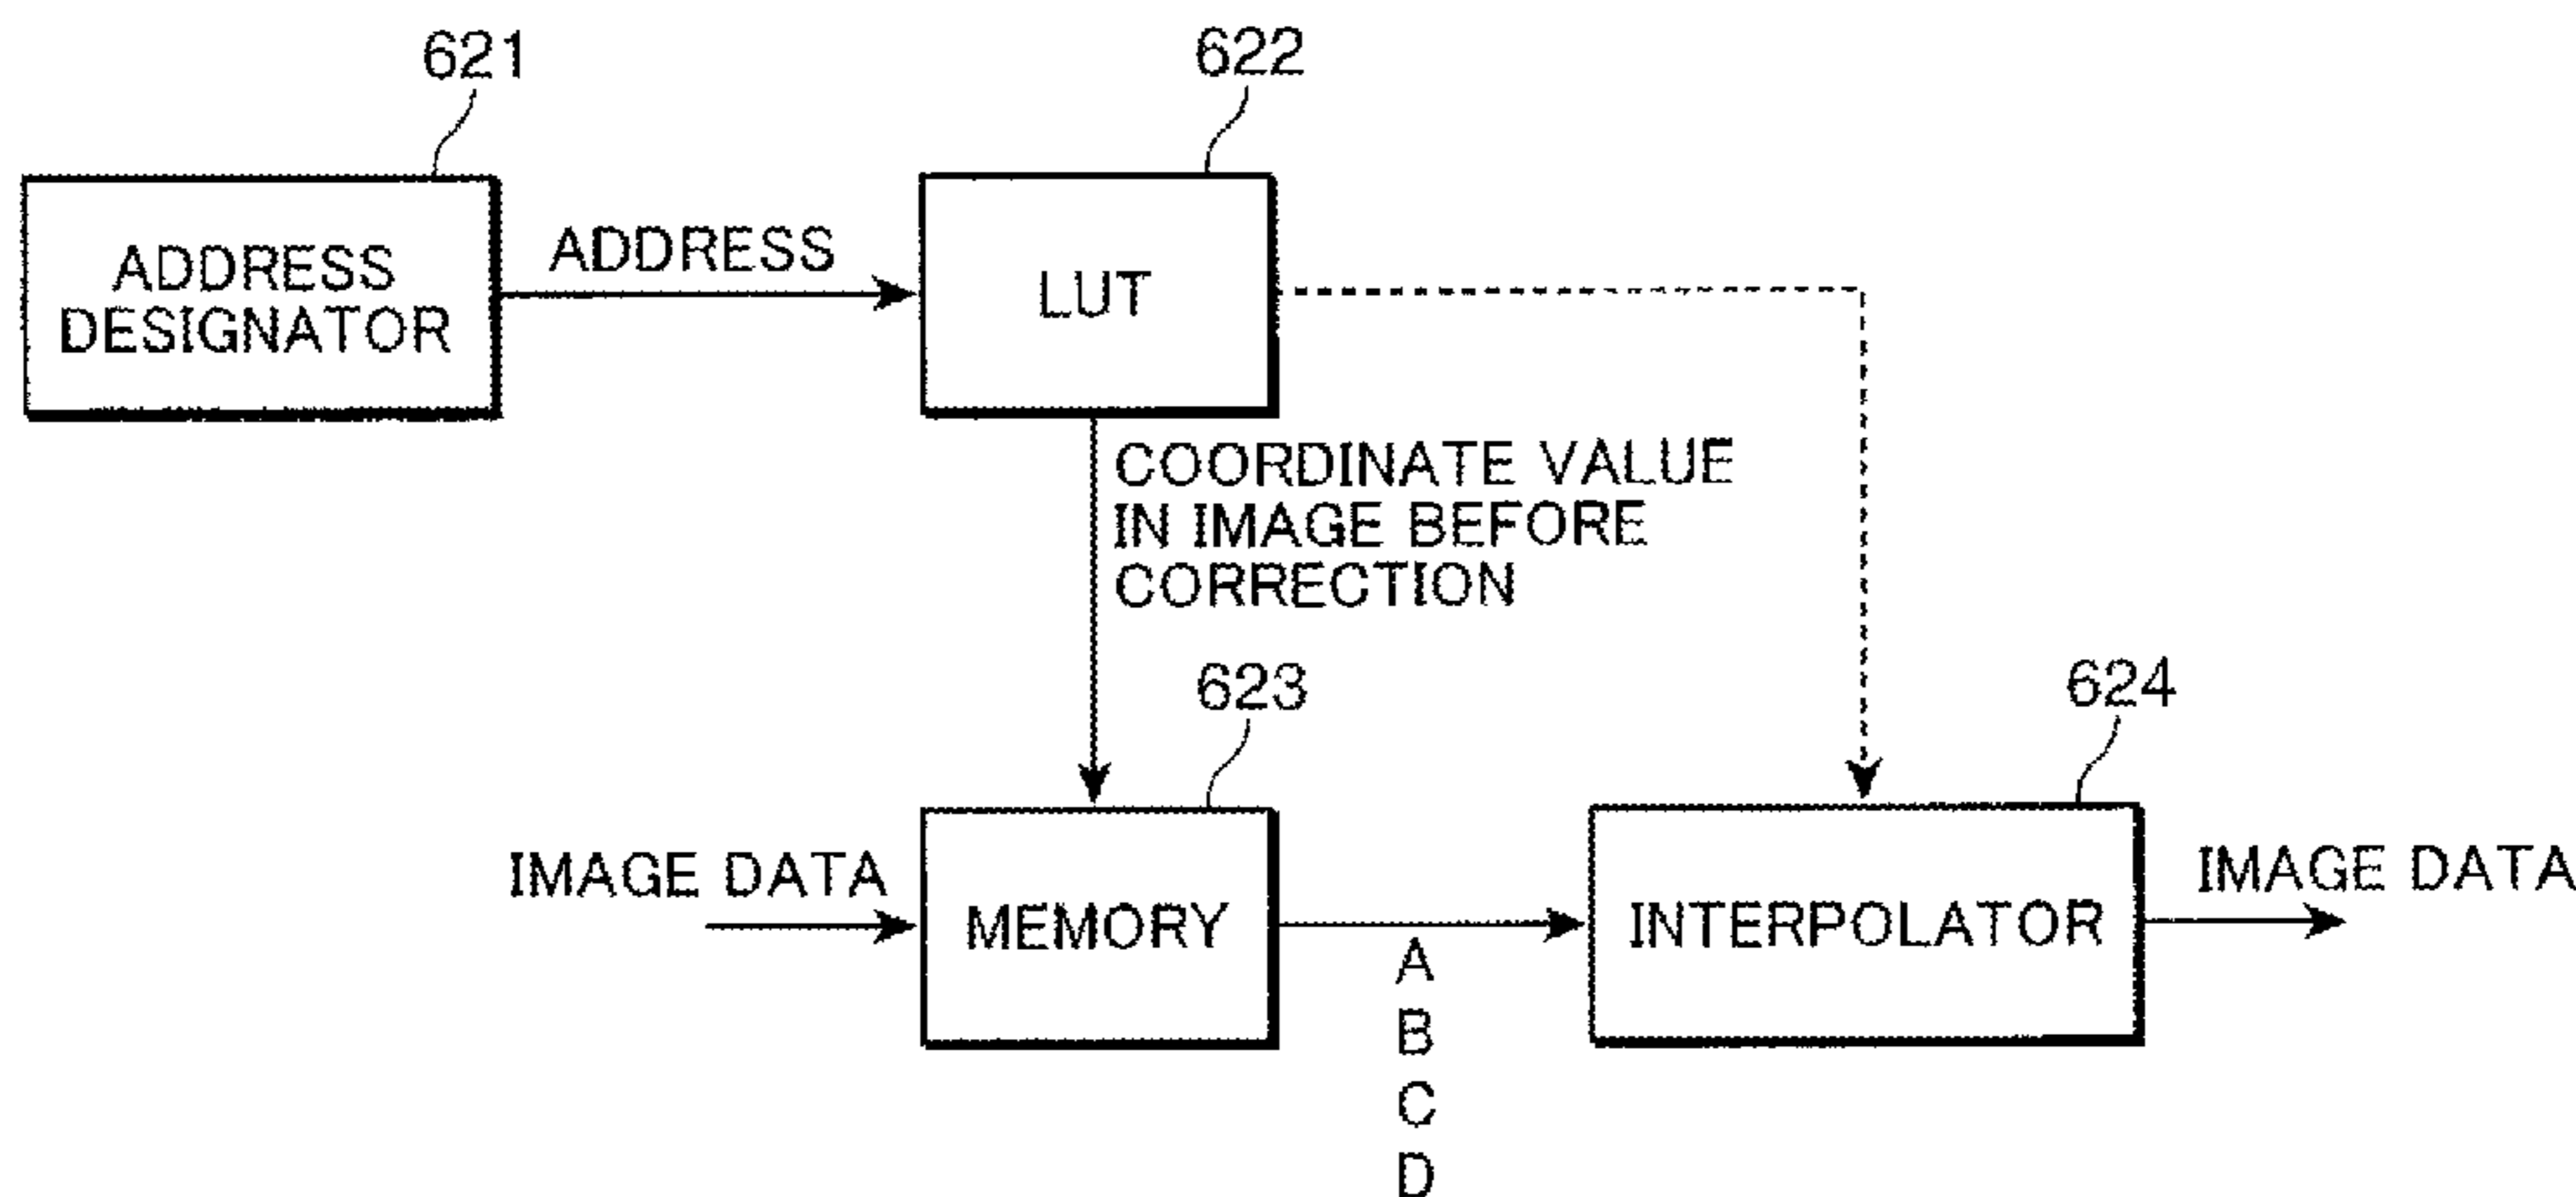 621
622
ADDRESS
DESIGNATOR
ADDRESS
LUT
COORDINATE VALUE
IN IMAGE BEFORE
CORRECTION
623
624
IMAGE DATA
MEMORY
A
B
C
D
INTERPOLATOR
IMAGE DATA